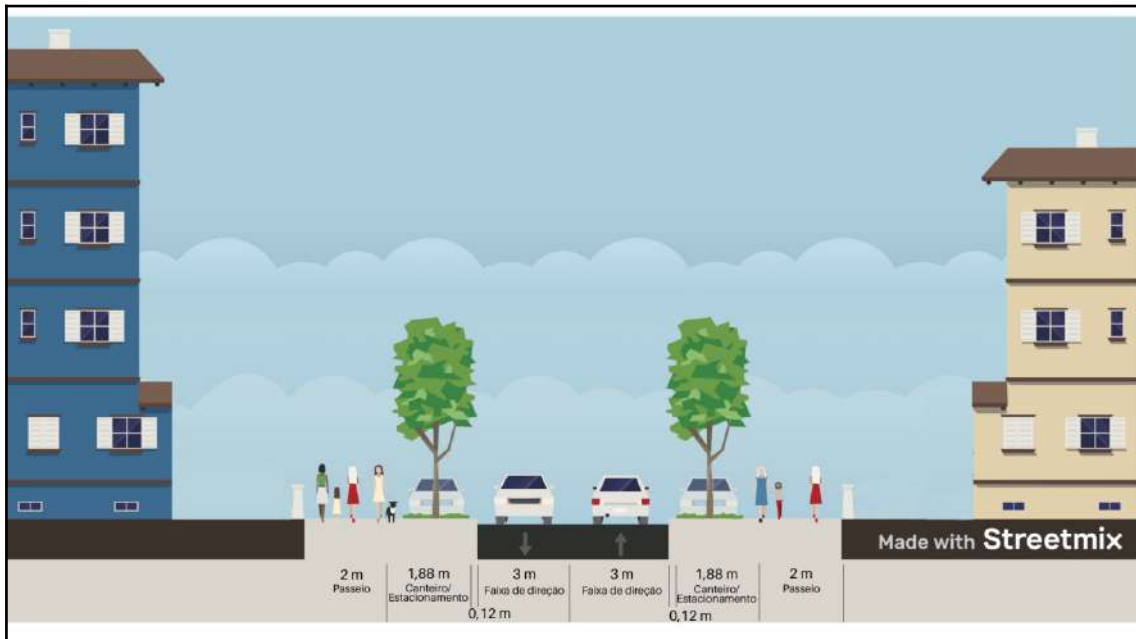 Made with Streetmix
2 m
Passeio
1,88 m
Canteiro/
Estacionamento
0,12 m
3 m
Faixa de direção
3 m
Faixa de direção
0,12 m
1,88 m
Canteiro/
Estacionamento
2 m
Passeio